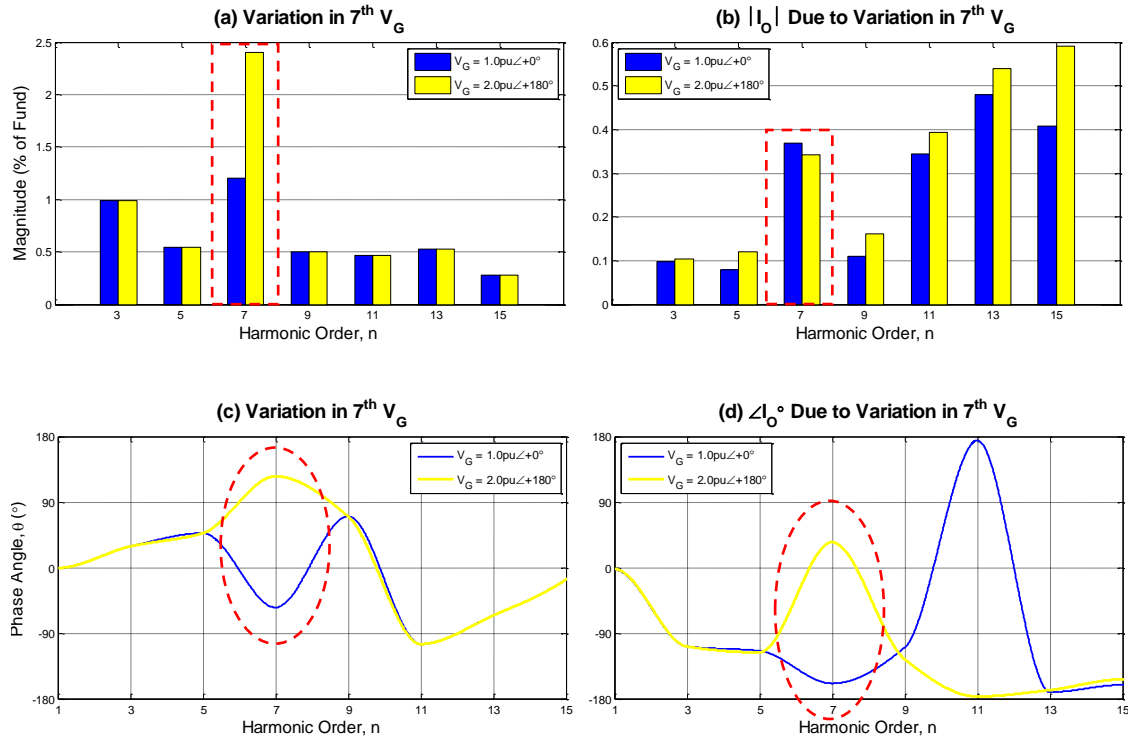 (a) Variation in 7th VG
VG = 1.0pu∠+0°
VG = 2.0pu∠+180°
Magnitude (% of Fund)
2.5
2
1.5
1
0.5
0
3 5 7 9 11 13 15
Harmonic Order, n
(b) |IO| Due to Variation in 7th VG
VG = 1.0pu∠+0°
VG = 2.0pu∠+180°
0.6
0.5
0.4
0.3
0.2
0.1
0
3 5 7 9 11 13 15
Harmonic Order, n
(c) Variation in 7th VG
VG = 1.0pu∠+0°
VG = 2.0pu∠+180°
Phase Angle, θ (°)
180
90
0
-90
-180
1 3 5 7 9 11 13 15
Harmonic Order, n
(d) ∠IO° Due to Variation in 7th VG
VG = 1.0pu∠+0°
VG = 2.0pu∠+180°
180
90
0
-90
-180
1 3 5 7 9 11 13 15
Harmonic Order, n